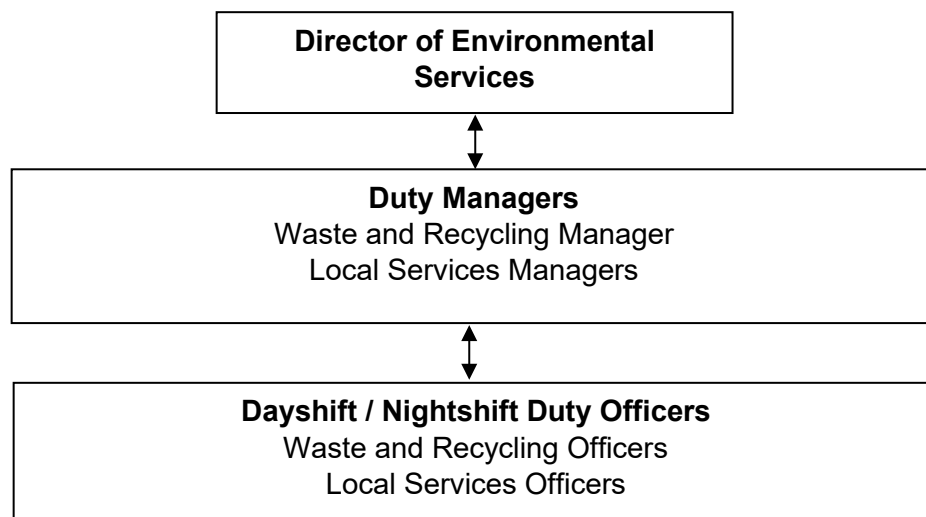 Director of Environmental
Services
Duty Managers
Waste and Recycling Manager
Local Services Managers
Dayshift / Nightshift Duty Officers
Waste and Recycling Officers
Local Services Officers